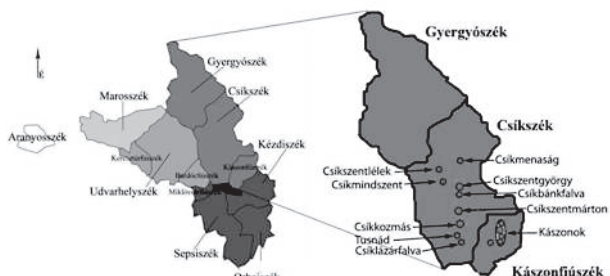 É
Gyergyószék
Csíkszék
Marosszék
Aranyosszék
Kézdiszék
Udvarhelyszék
Sepsiszék
Gyergyószék
Csíkszék
Csíkmenaság
Csíkszentlélek
Csíkmindszent
Csíkszentgyörgy
Csíkbánkfalva
Csíkszentmárton
Csíkkozmás
Tusnád
Kászonok
Csíklázárfalva
Kászonfiúszék